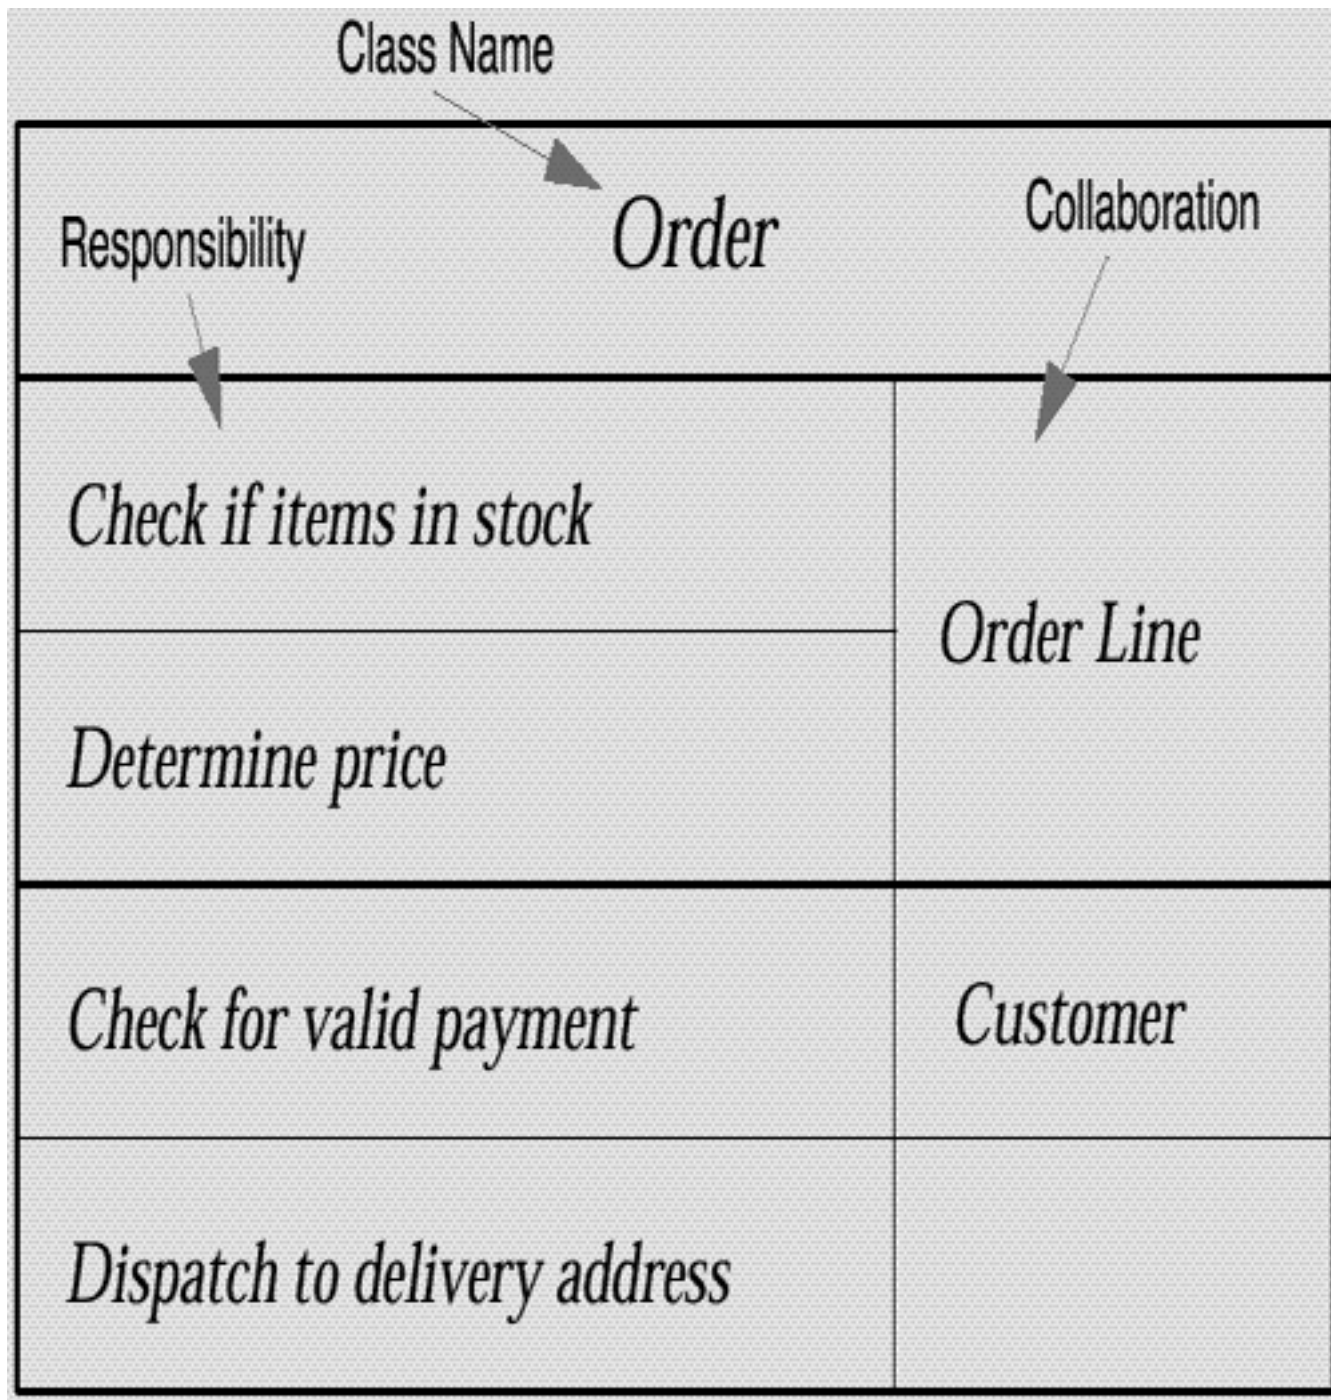 Class Name
Responsibility
Order
Collaboration
Check if items in stock
Order Line
Determine price
Check for valid payment
Customer
Dispatch to delivery address